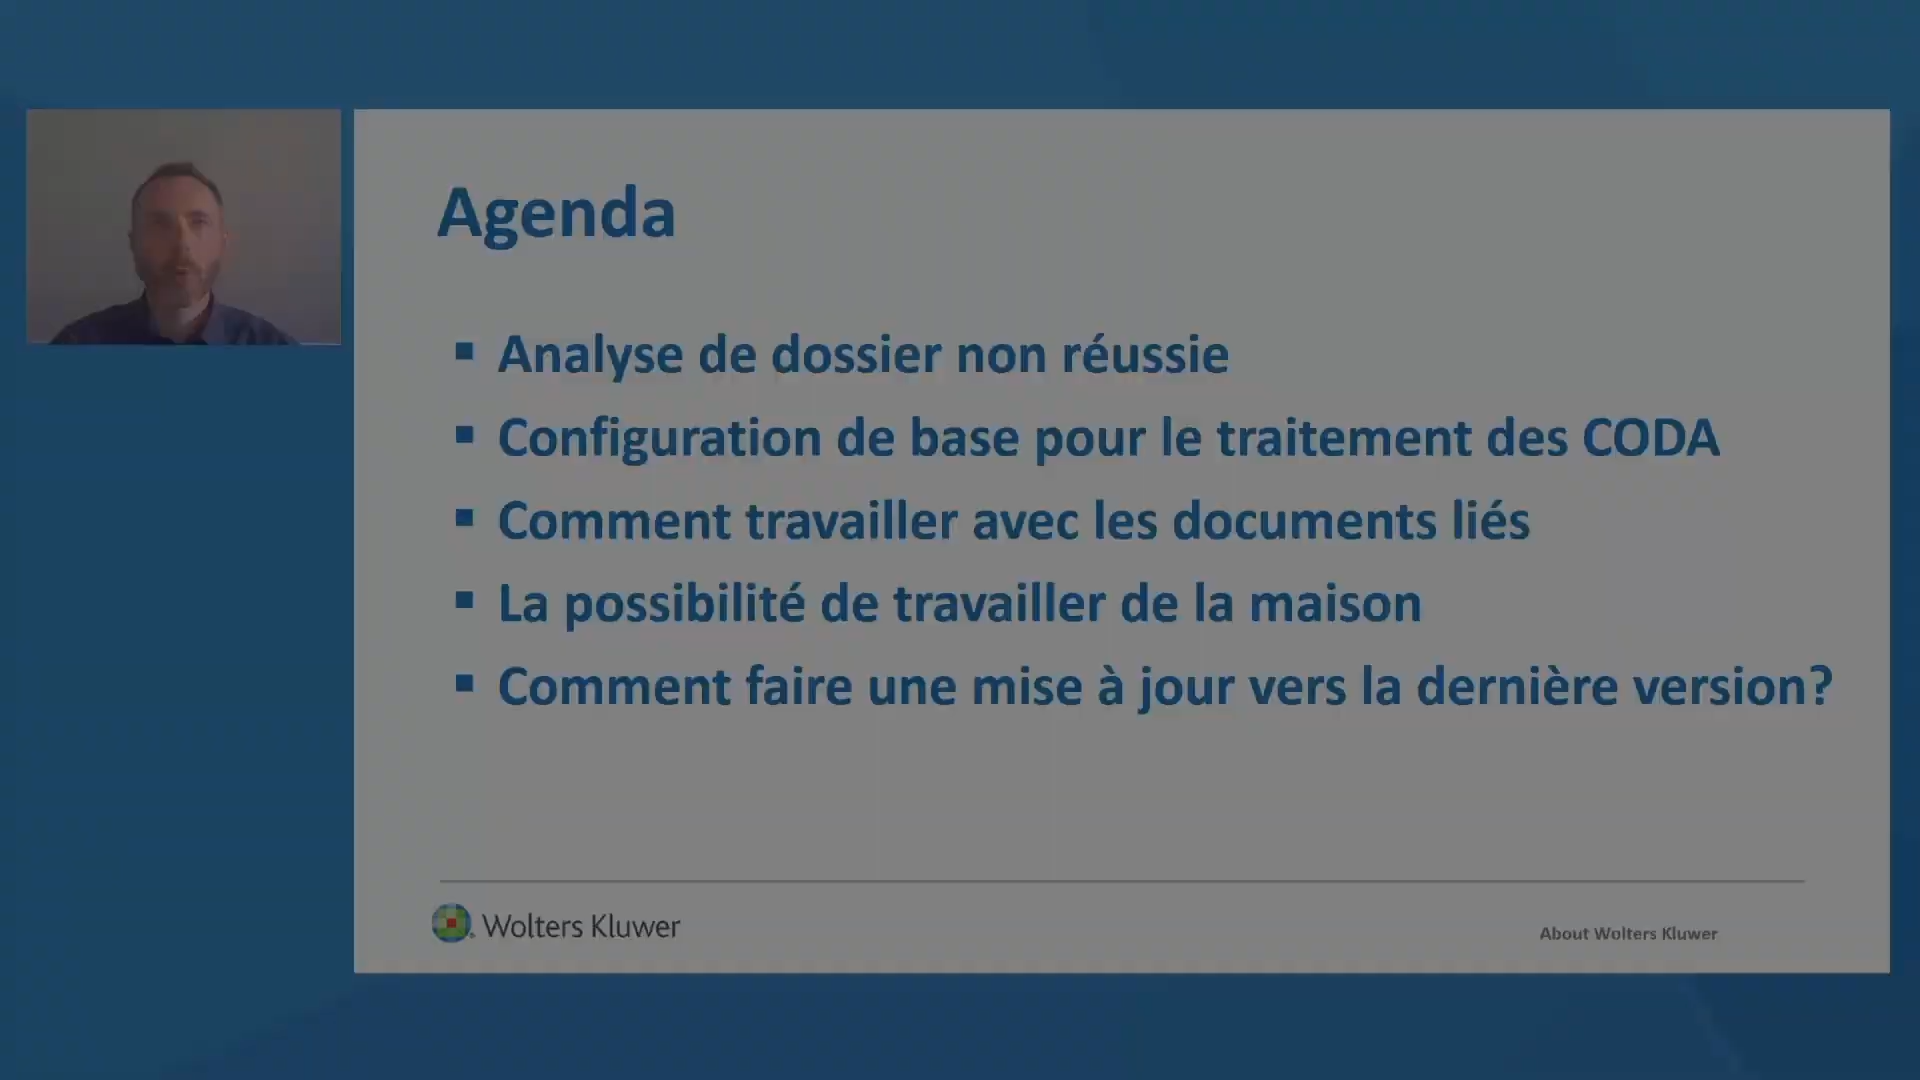 Agenda
▪ Analyse de dossier non réussie
▪ Configuration de base pour le traitement des CODA
▪ Comment travailler avec les documents liés
▪ La possibilité de travailler de la maison
▪ Comment faire une mise à jour vers la dernière version?
Wolters Kluwer
About Wolters Kluwer